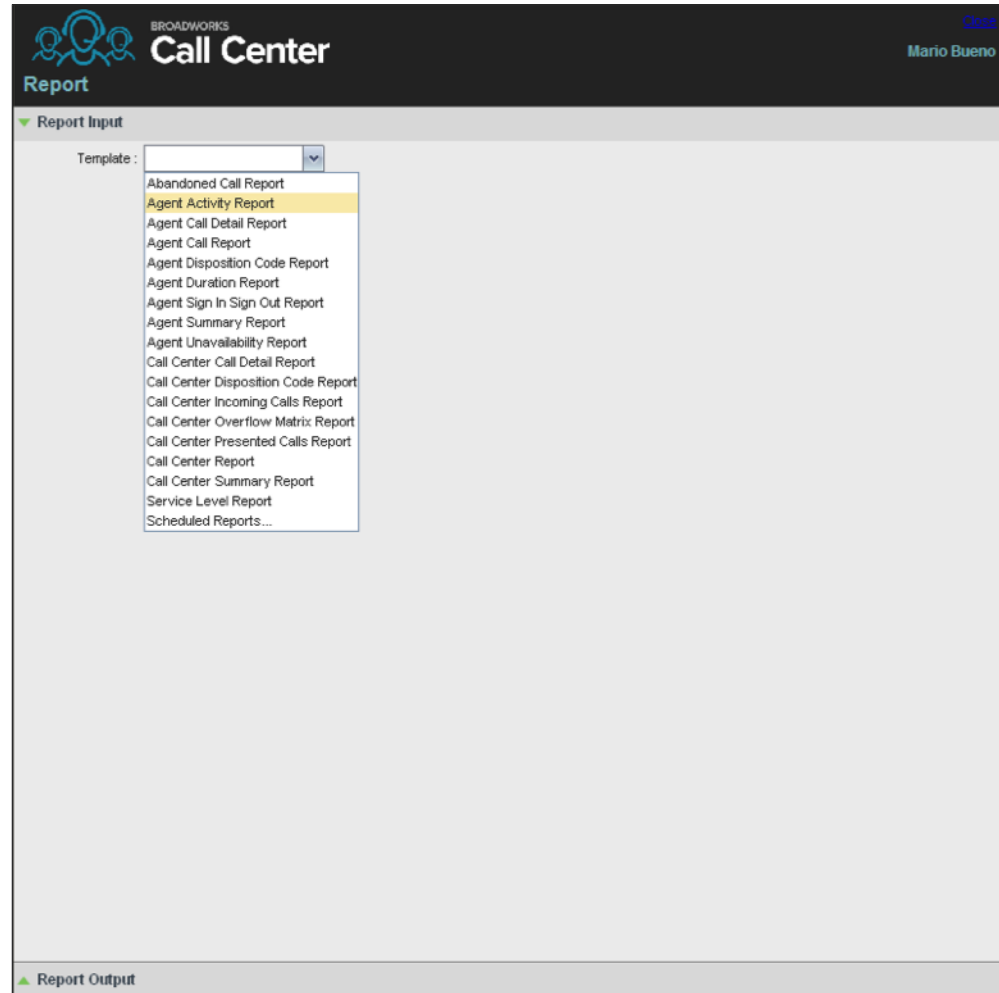 BROADWORKS
Close
Call Center
Mario Bueno
Report
Report Input
Template :
Abandoned Call Report
Agent Activity Report
Agent Call Detail Report
Agent Call Report
Agent Disposition Code Report
Agent Duration Report
Agent Sign In Sign Out Report
Agent Summary Report
Agent Unavailability Report
Call Center Call Detail Report
Call Center Disposition Code Report
Call Center Incoming Calls Report
Call Center Overflow Matrix Report
Call Center Presented Calls Report
Call Center Report
Call Center Summary Report
Service Level Report
Scheduled Reports...
Report Output